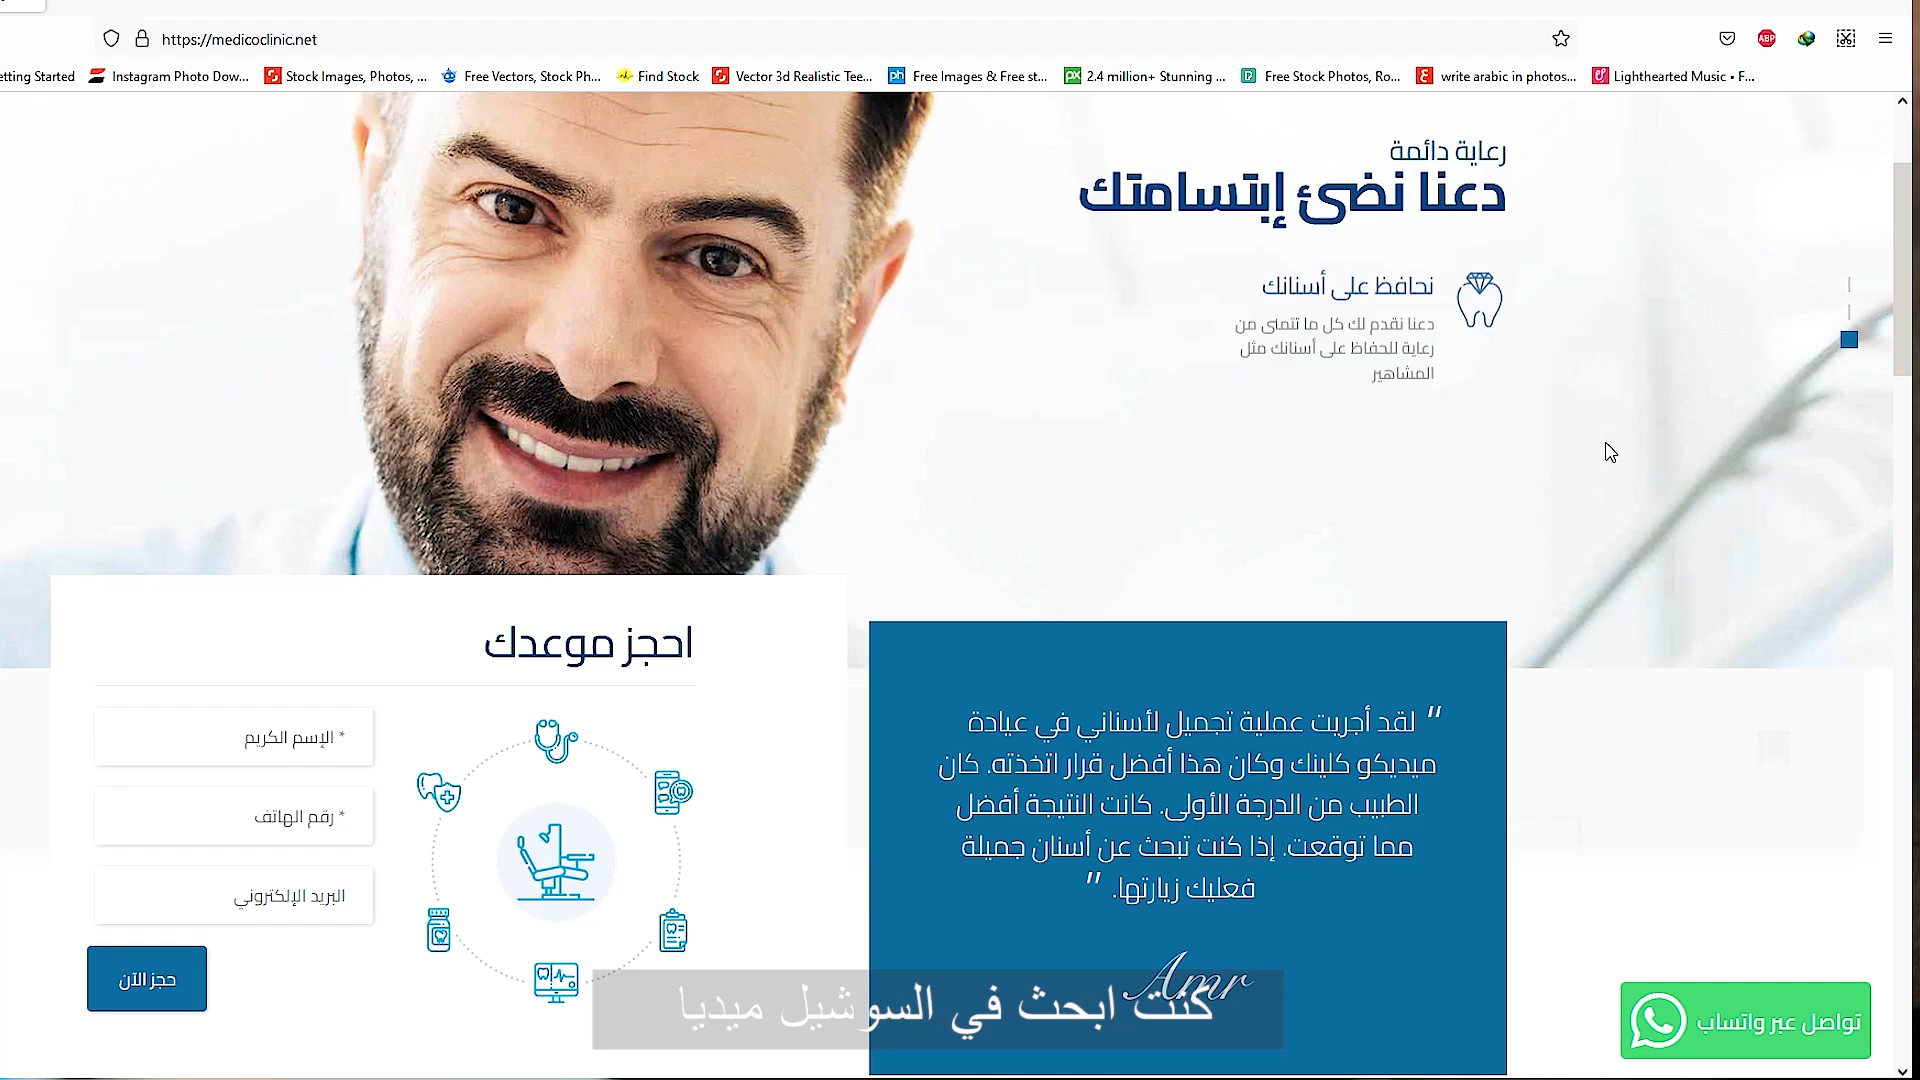 https://medicoclinic.net
etting Started
Instagram Photo Dow...
Stock Images, Photos, ...
Free Vectors, Stock Ph...
Find Stock
Vector 3d Realistic Tee...
Free Images & Free st...
2.4 million+ Stunning ...
Free Stock Photos, Ro...
write arabic in photos...
Lighthearted Music • F...
ABP
رعاية دائمة
دعنا نضئ إبتسامتك
نحافظ على أسنانك
دعنا نقدم لك كل ما تتمنى من
رعاية للحفاظ على أسنانك مثل
المشاهير
احجز موعدك
* الإسم الكريم
* رقم الهاتف
البريد الإلكتروني
حجز الآن
" لقد أجريت عملية تجميل لأسناني في عيادة
ميديكو كلينك وكان هذا أفضل قرار اتخذته. كان
الطبيب من الدرجة الأولى. كانت النتيجة أفضل
مما توقعت. إذا كنت تبحث عن أسنان جميلة
فعليك زيارتها. "
Amr
كنت ابحث في السوشيل ميديا
تواصل عبر واتساب